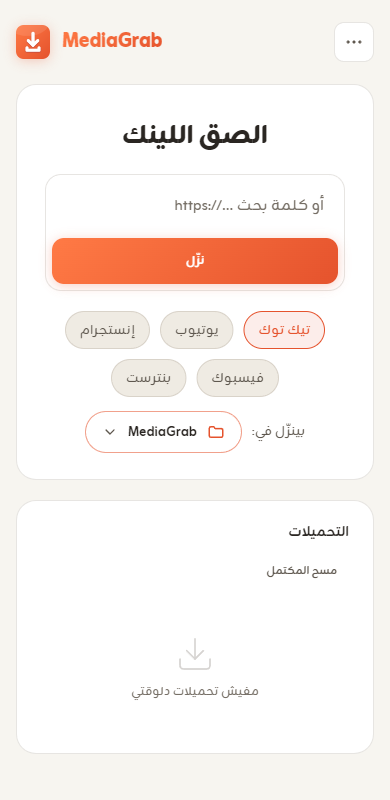 MediaGrab
الصق اللينك
https://... أو كلمة بحث
نزّل
تيك توك
يوتيوب
إنستجرام
فيسبوك
بنترست
بينزّل في:
MediaGrab
التحميلات
مسح المكتمل
مفيش تحميلات دلوقتي